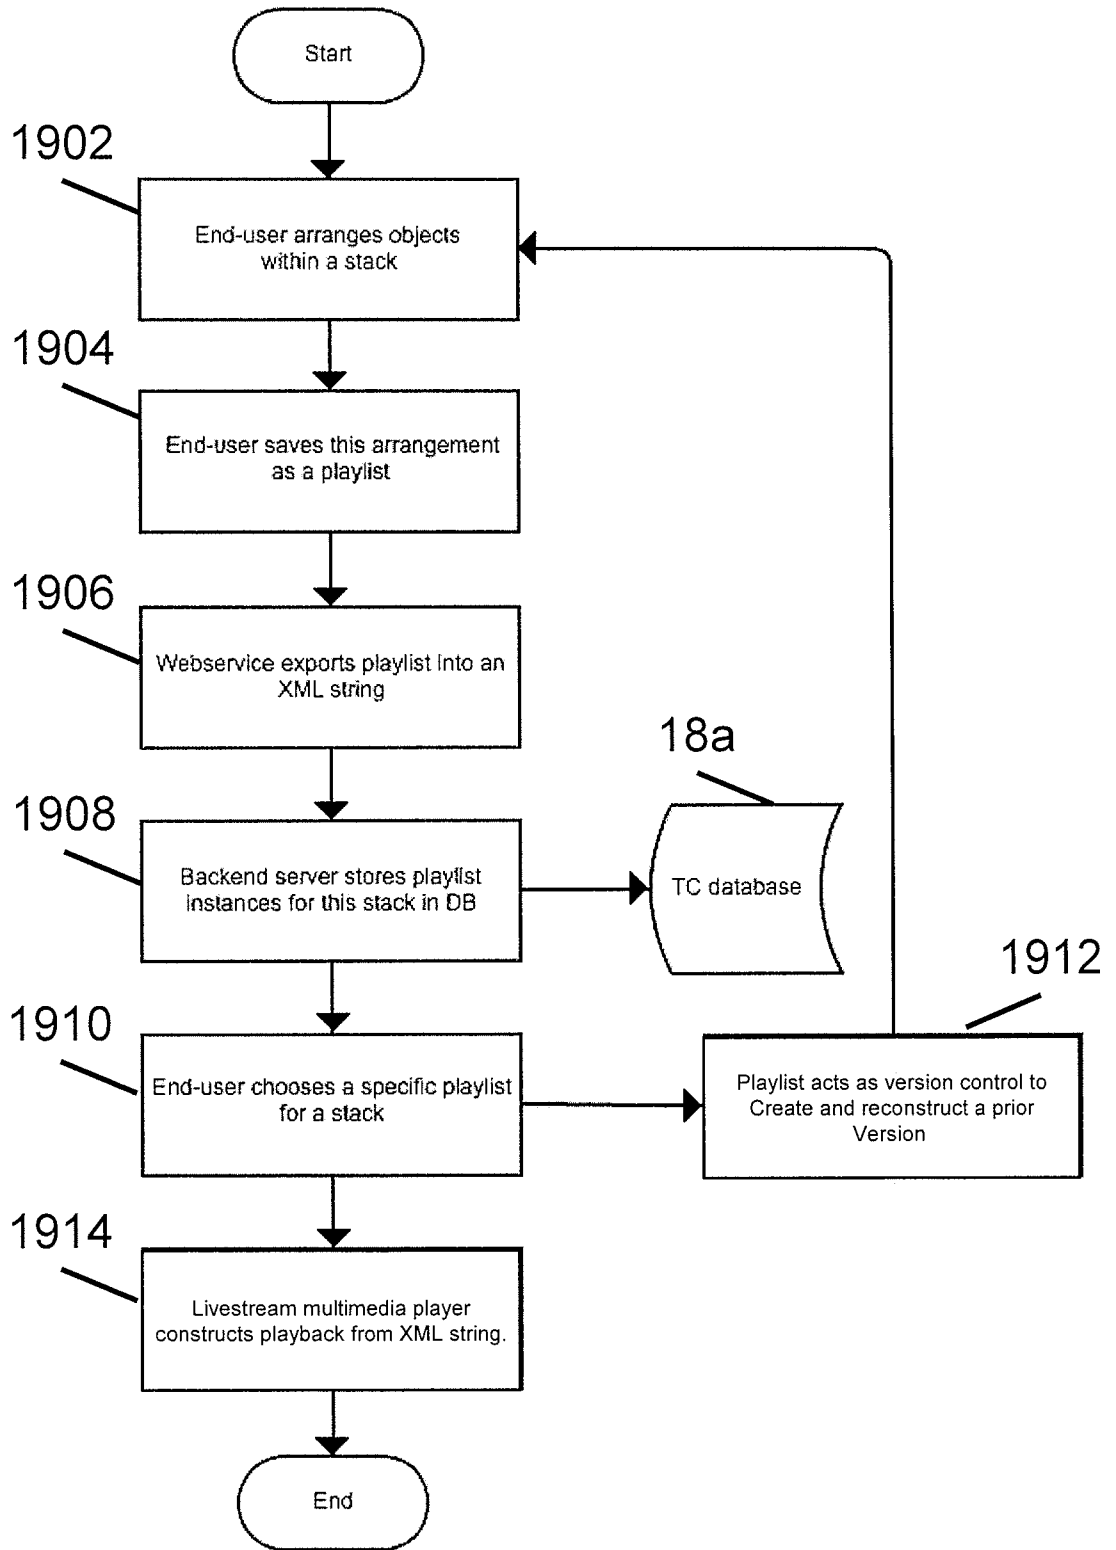 Start
1902
End-user arranges objects
within a stack
1904
End-user saves this arrangement
as a playlist
1906
Webservice exports playlist into an
XML string
18a
1908
Backend server stores playlist
instances for this stack in DB
TC database
1912
1910
End-user chooses a specific playlist
for a stack
Playlist acts as version control to
Create and reconstruct a prior
Version
1914
Livestream multimedia player
constructs playback from XML string.
End